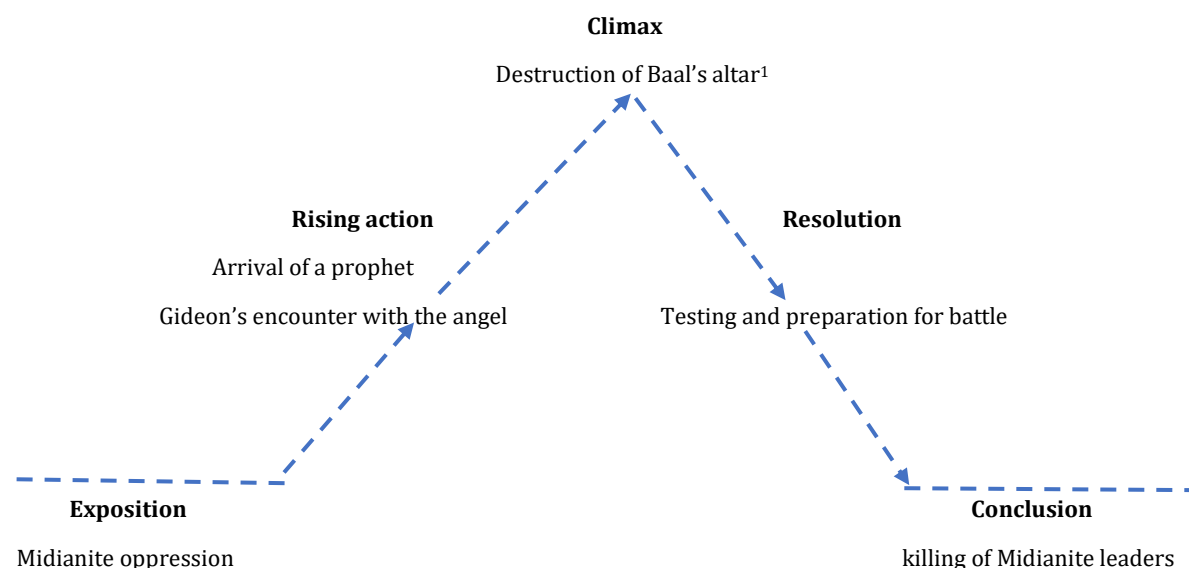 Climax
Destruction of Baal’s altar¹
Rising action
Resolution
Arrival of a prophet
Gideon’s encounter with the angel
Testing and preparation for battle
Exposition
Conclusion
Midianite oppression
killing of Midianite leaders